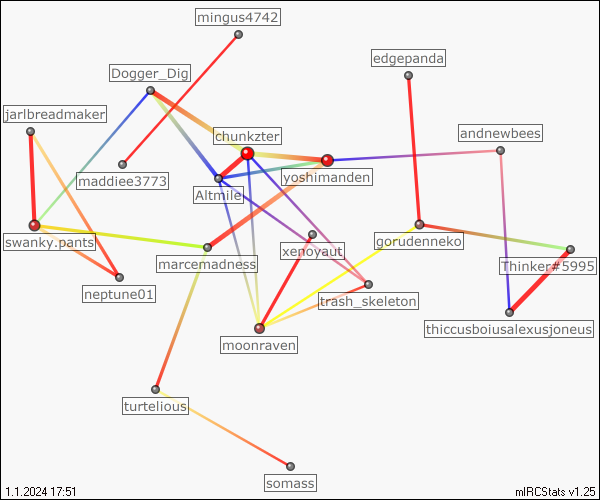 mingus4742
edgepanda
Dogger_Dig
jarlbreadmaker
chunkzter
andnewbees
maddiee3773
yoshimanden
Altmile
swanky.pants
gorudenneko
xenoyaut
marcemadness
Thinker#5995
neptune01
trash_skeleton
thiccusboiusalexusjoneus
moonraven
turtelious
somass
1.1.2024 17:51
mIRCStats v1.25